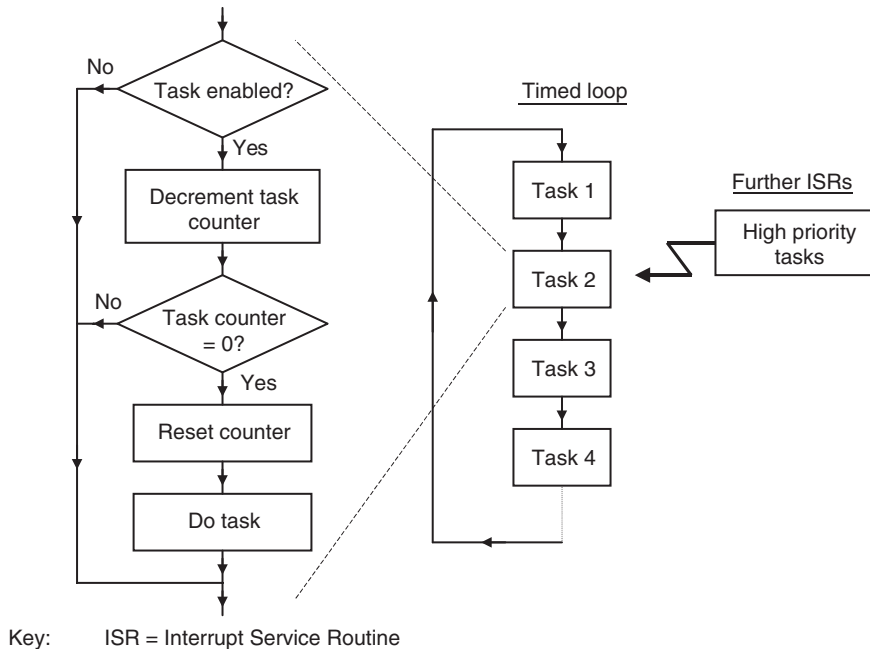 No
Task enabled?
Yes
Decrement task
counter
No
Task counter
= 0?
Yes
Reset counter
Do task
Timed loop
Task 1
Task 2
Task 3
Task 4
Further ISRs
High priority
tasks
Key: ISR = Interrupt Service Routine